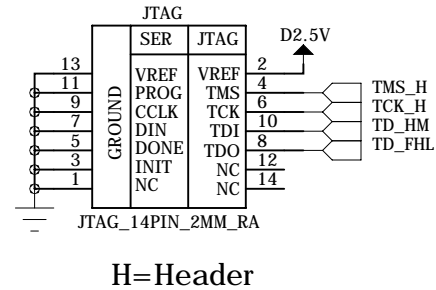 JTAG
SER JTAG D2.5V
13 VREF VREF 2
11 PROG TMS 4 TMS_H
9 CCLK TCK 6 TCK_H
7 DIN TDI 10 TD_HM
5 DONE TDO 8 TD_FHL
3 INIT NC 12
1 NC NC 14
GROUND
JTAG_14PIN_2MM_RA
H=Header